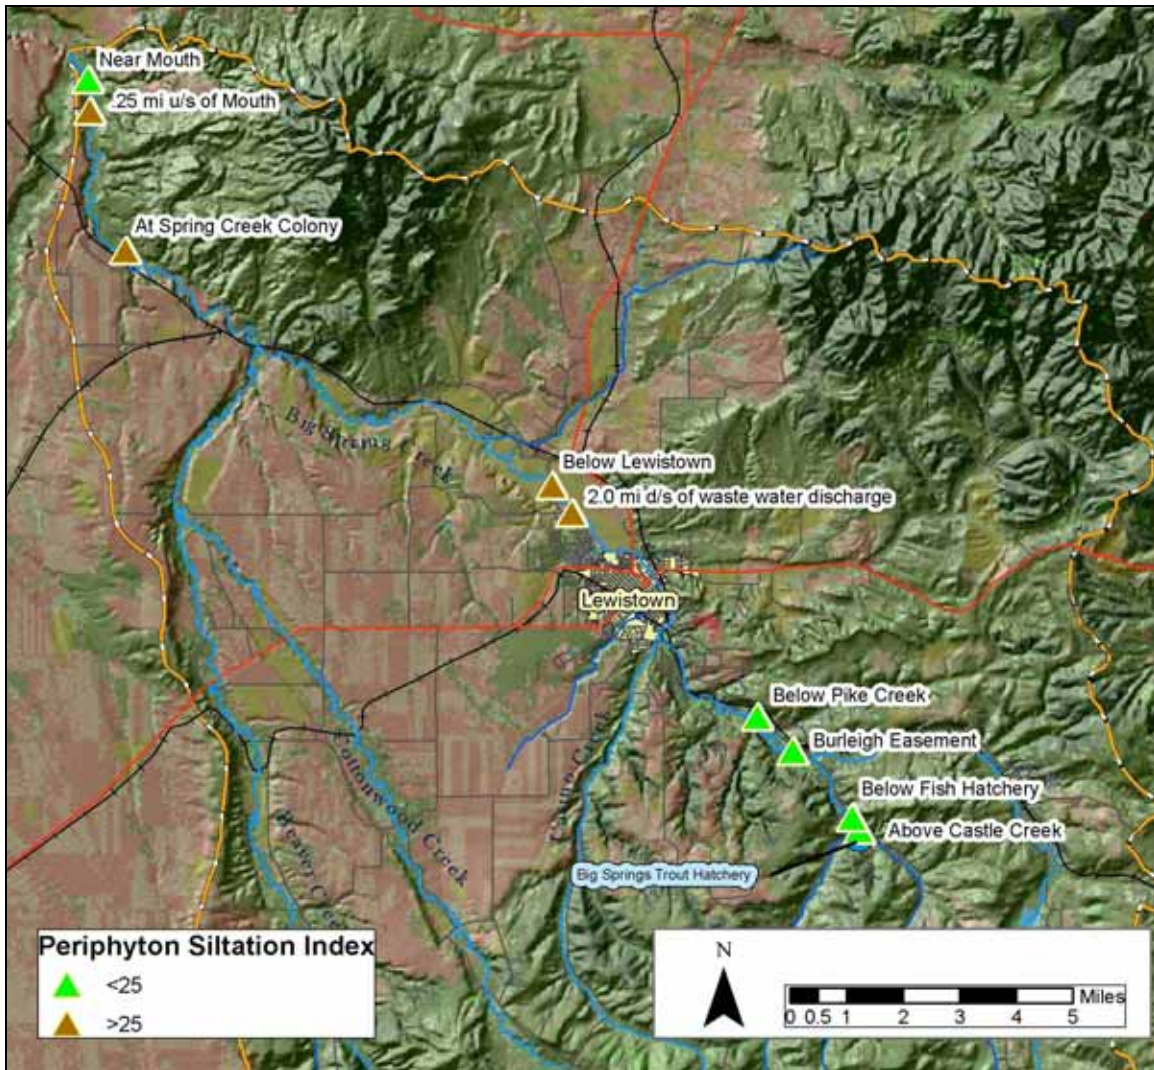 Near Mouth
.25 mi u/s of Mouth
At Spring Creek Colony
Big Spring Creek
Below Lewistown
2.0 mi d/s of waste water discharge
Lewistown
Below Pike Creek
Burleigh Easement
Below Fish Hatchery
Above Castle Creek
Big Springs Trout Hatchery
Cottonwood Creek
Beaver Creek
Periphyton Siltation Index
<25
>25
N
Miles
0 0.5 1 2 3 4 5